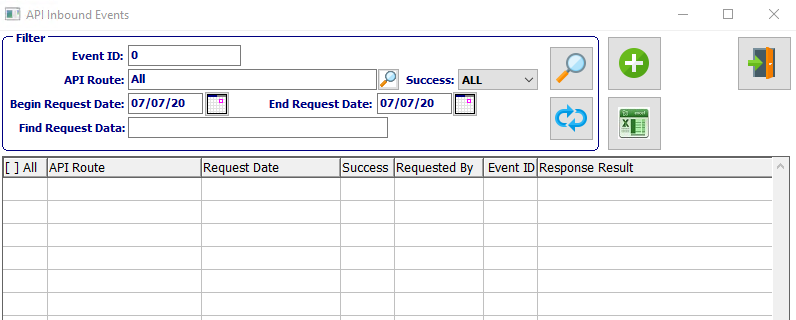 API Inbound Events
Filter
Event ID: 0
API Route: All Success: ALL
Begin Request Date: 07/07/20 End Request Date: 07/07/20
Find Request Data:
excel
[ ] All API Route Request Date Success Requested By Event ID Response Result